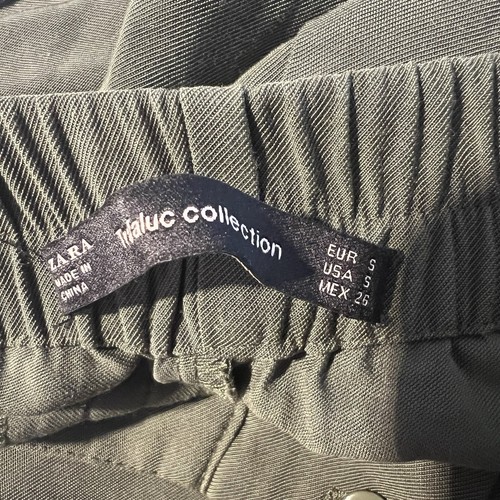 ZARA
MADE IN
CHINA
Trfaluc collection
EUR S
USA S
MEX 26